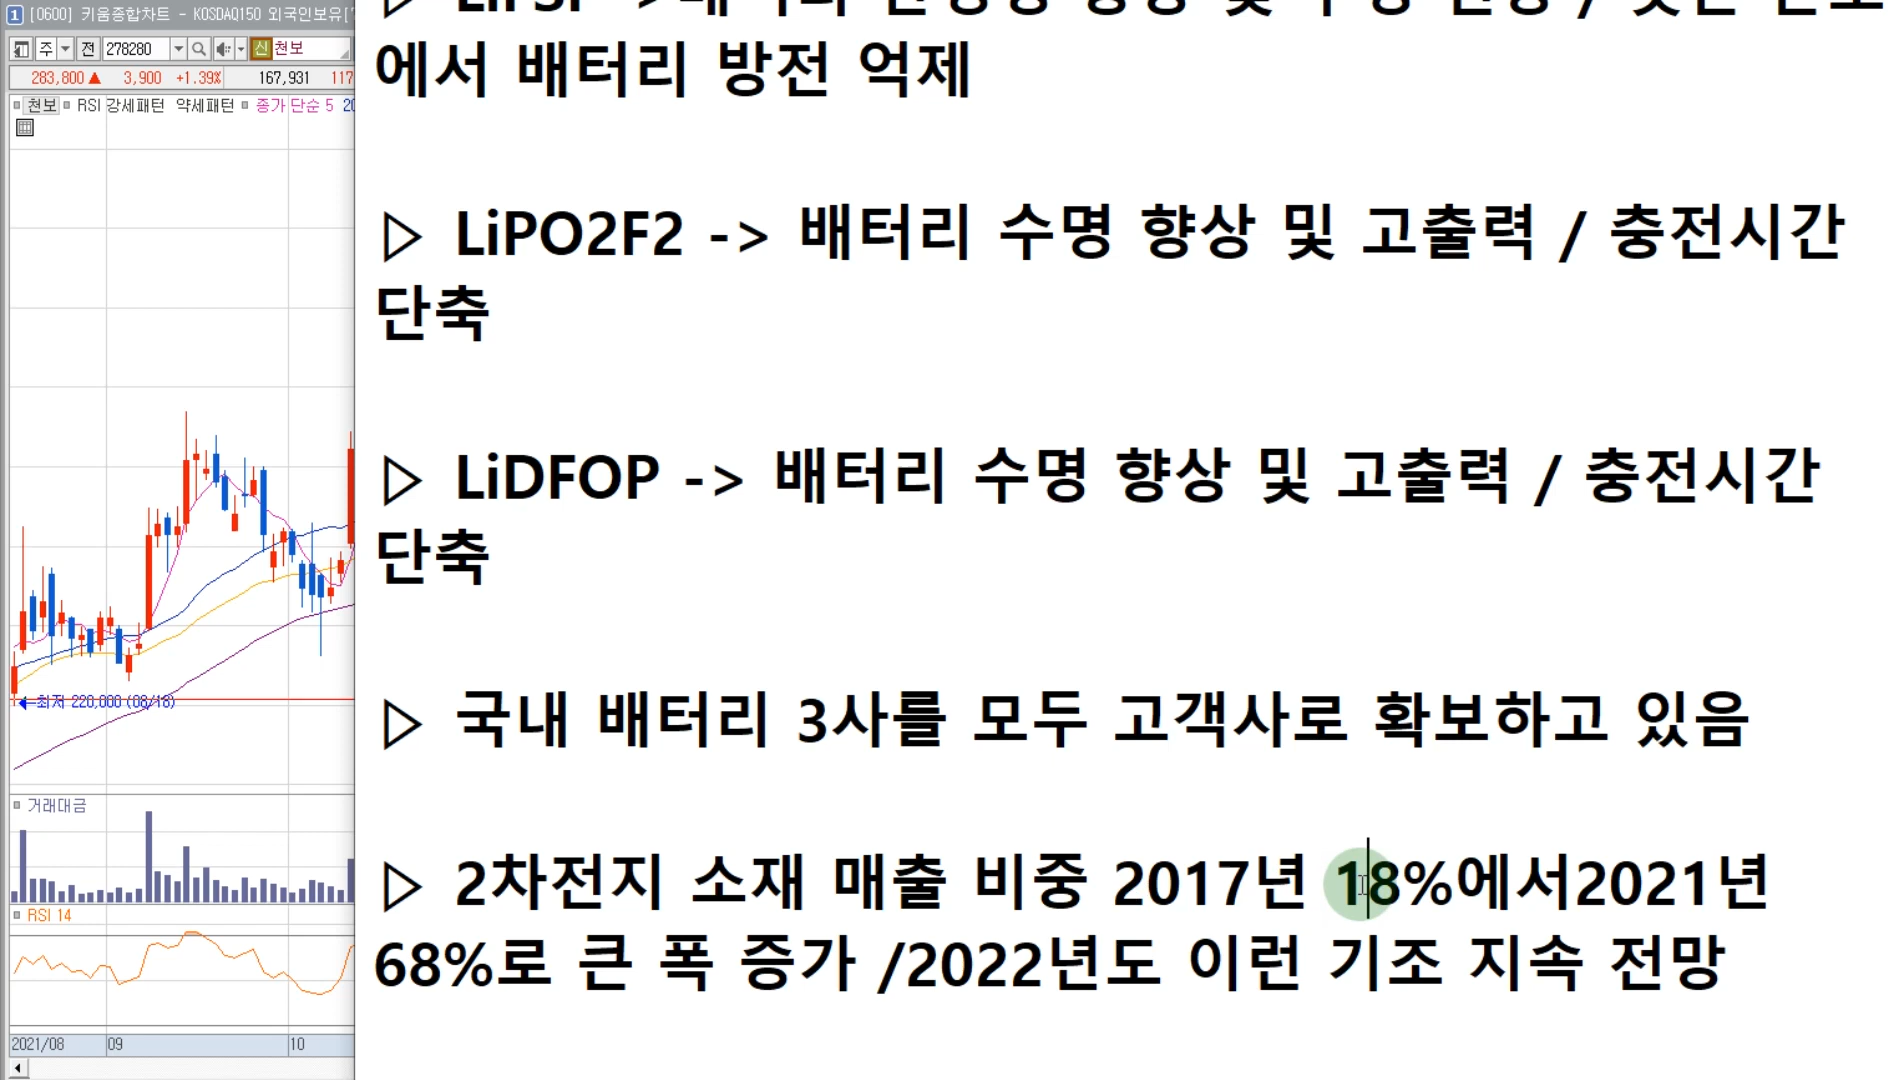 1 [0600] 키움종합차트 - KOSDAQ150 외국인보유[
주 전 278280 신 천보
283,800 ▲ 3,900 +1.39% 167,931 117
천보 RSI 강세패턴 약세패턴 종가 단순 5 20
최저 220,000 (08/18)
거래대금
RSI 14
2021/08 09 10
에서 배터리 방전 억제
▷ LiPO2F2 -> 배터리 수명 향상 및 고출력 / 충전시간
단축
▷ LiDFOP -> 배터리 수명 향상 및 고출력 / 충전시간
단축
▷ 국내 배터리 3사를 모두 고객사로 확보하고 있음
▷ 2차전지 소재 매출 비중 2017년 18%에서2021년
68%로 큰 폭 증가 /2022년도 이런 기조 지속 전망